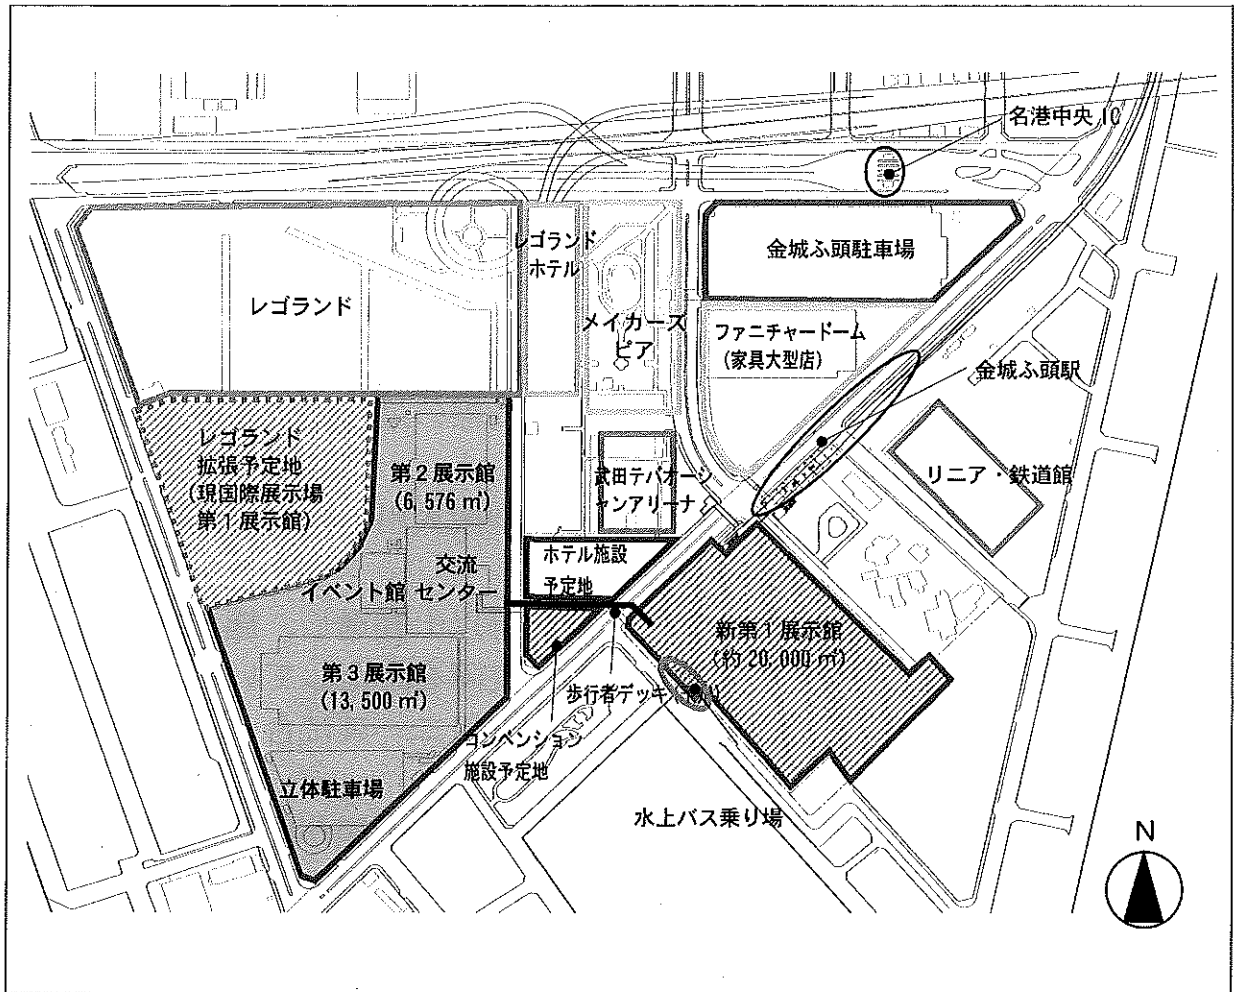 名港中央 IC
レゴランド
ホテル
金城ふ頭駐車場
レゴランド
メイカーズ
ピア
ファニチャードーム
(家具大型店)
金城ふ頭駅
レゴランド
拡張予定地
(現国際展示場
第1展示館)
第2展示館
(6,576㎡)
武田テバオーシ
ャンアリーナ
リニア・鉄道館
交流
イベント館 センター
ホテル施設
予定地
新第1展示館
(約20,000㎡)
第3展示館
(13,500㎡)
歩行者デッキ
コンベンション
施設予定地
立体駐車場
水上バス乗り場
N